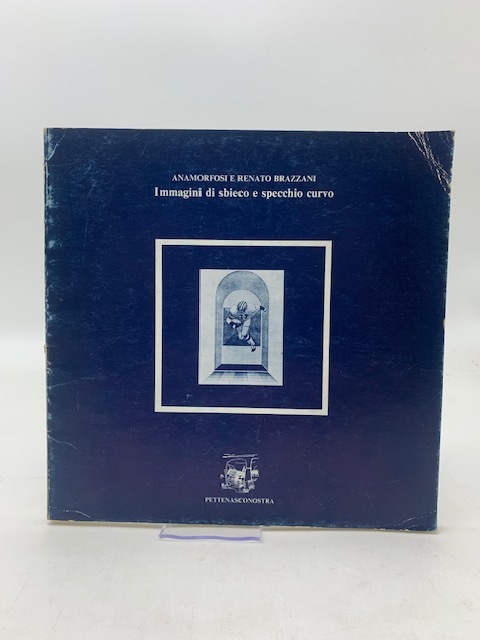 ANAMORFOSI E RENATO BRAZZANI
Immagini di sbieco e specchio curvo
PETTENASCONOSTRA